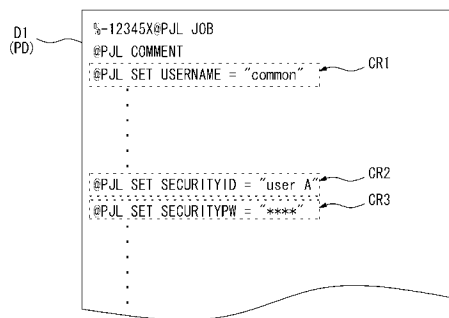 D1
(PD)
%-12345X@PJL JOB
@PJL COMMENT
@PJL SET USERNAME = "common"
CR1
@PJL SET SECURITYID = "user A"
CR2
@PJL SET SECURITYPW = "****"
CR3